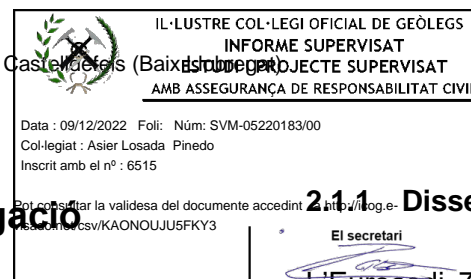 IL·LUSTRE COL·LEGI OFICIAL DE GEÒLEGS
INFORME SUPERVISAT
Castelldefels (Baix Llobregat).
ESTUDI O PROJECTE SUPERVISAT
AMB ASSEGURANÇA DE RESPONSABILITAT CIVIL
Data : 09/12/2022 Foli: Núm: SVM-05220183/00
Col·legiat : Asier Losada Pinedo
Inscrit amb el nº : 6515
Pot consultar la validesa del documente accedint a http://icog.e-
visado.net/csv/KAONOUJU5FKY3
2.1.1 Disse
gació
El secretari